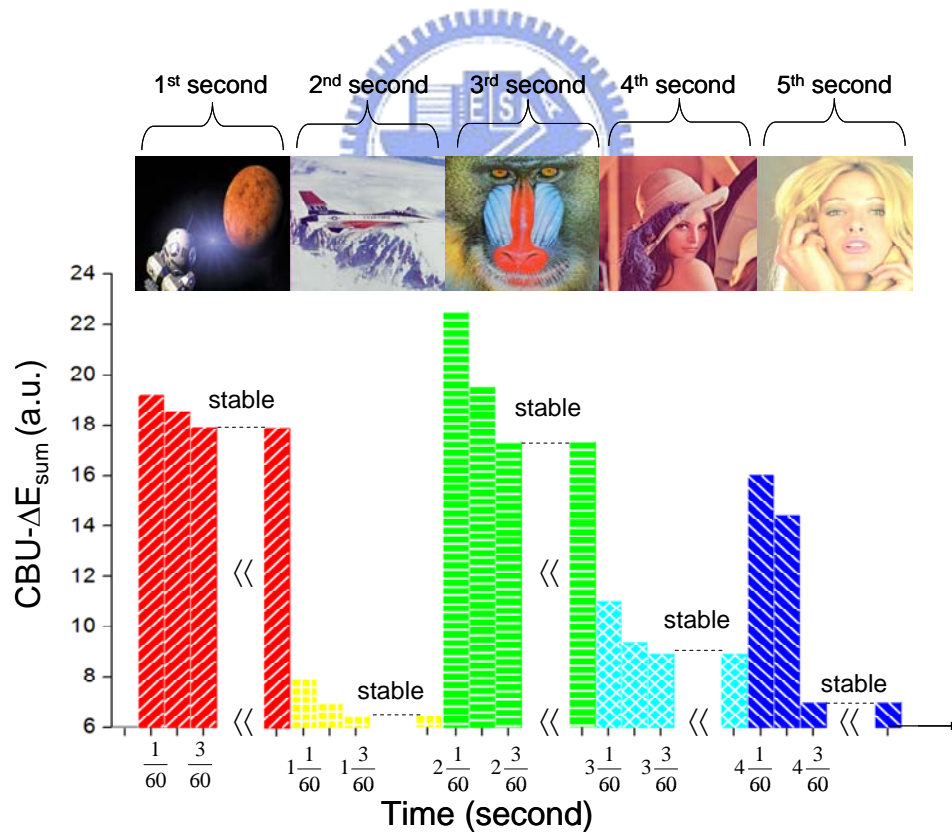 1st second
2nd second
3rd second
4th second
5th second
ES A
24
22
20
18
16
14
12
10
8
6
CBU-ΔEsum (a.u.)
stable
stable
stable
stable
stable
1/60
3/60
1 1/60
1 3/60
2 1/60
2 3/60
3 1/60
3 3/60
4 1/60
4 3/60
Time (second)